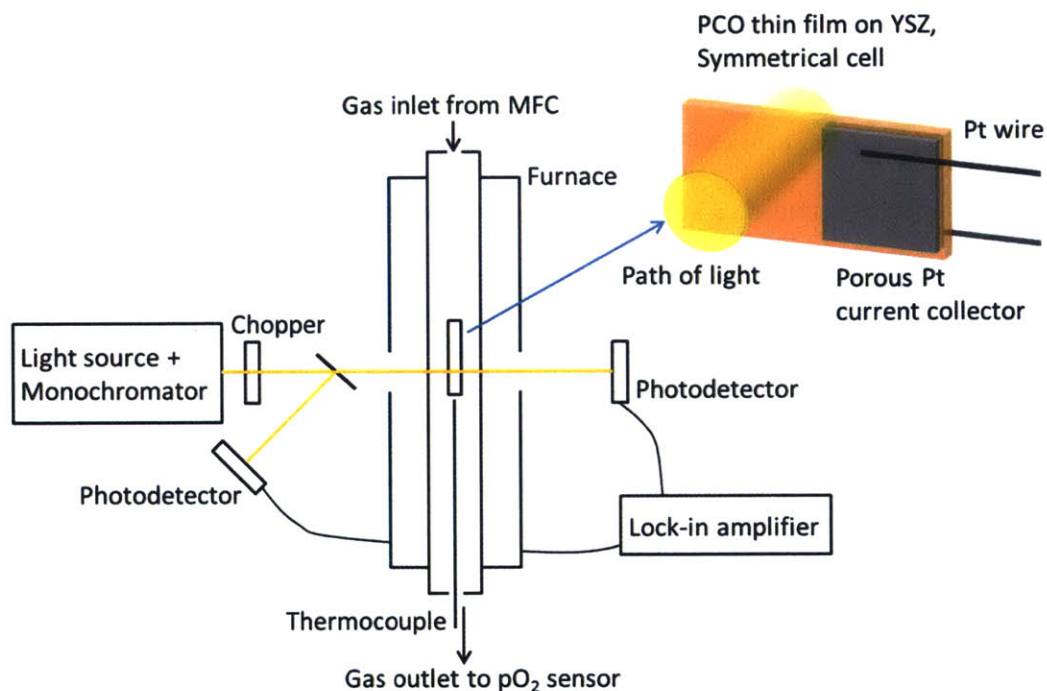 PCO thin film on YSZ,
Symmetrical cell
Gas inlet from MFC
Pt wire
Furnace
Path of light
Porous Pt
current collector
Chopper
Light source +
Monochromator
Photodetector
Photodetector
Lock-in amplifier
Thermocouple
Gas outlet to pO₂ sensor